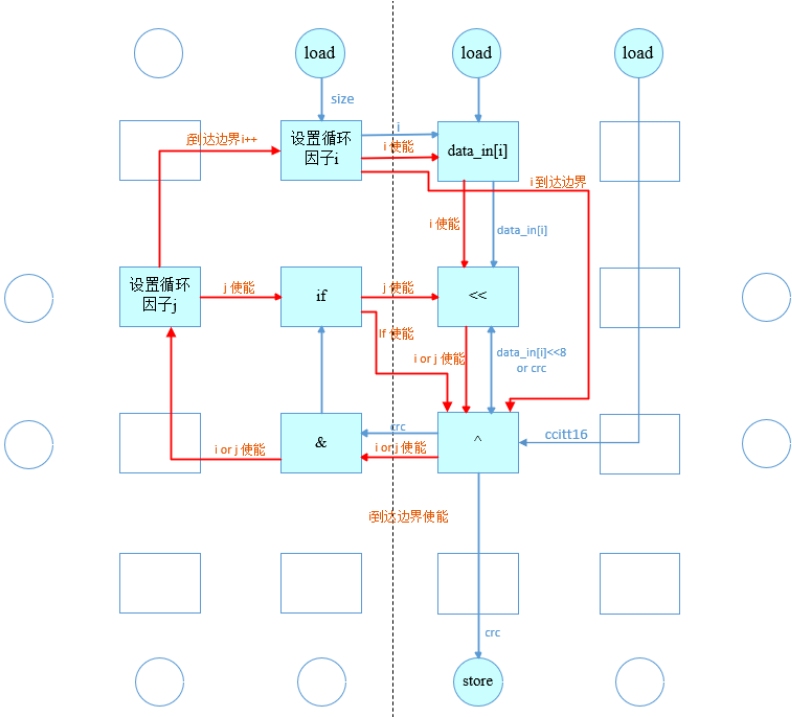 load
load
load
size
j到达边界i++
设置循环
因子i
i
i 使能
data_in[i]
i 到达边界
i 使能
data_in[i]
设置循环
因子j
j 使能
if
j 使能
<<
If 使能
i or j 使能
data_in[i]<<8
or crc
i or j 使能
&
crc
i or j 使能
^
ccitt16
i到达边界使能
crc
store